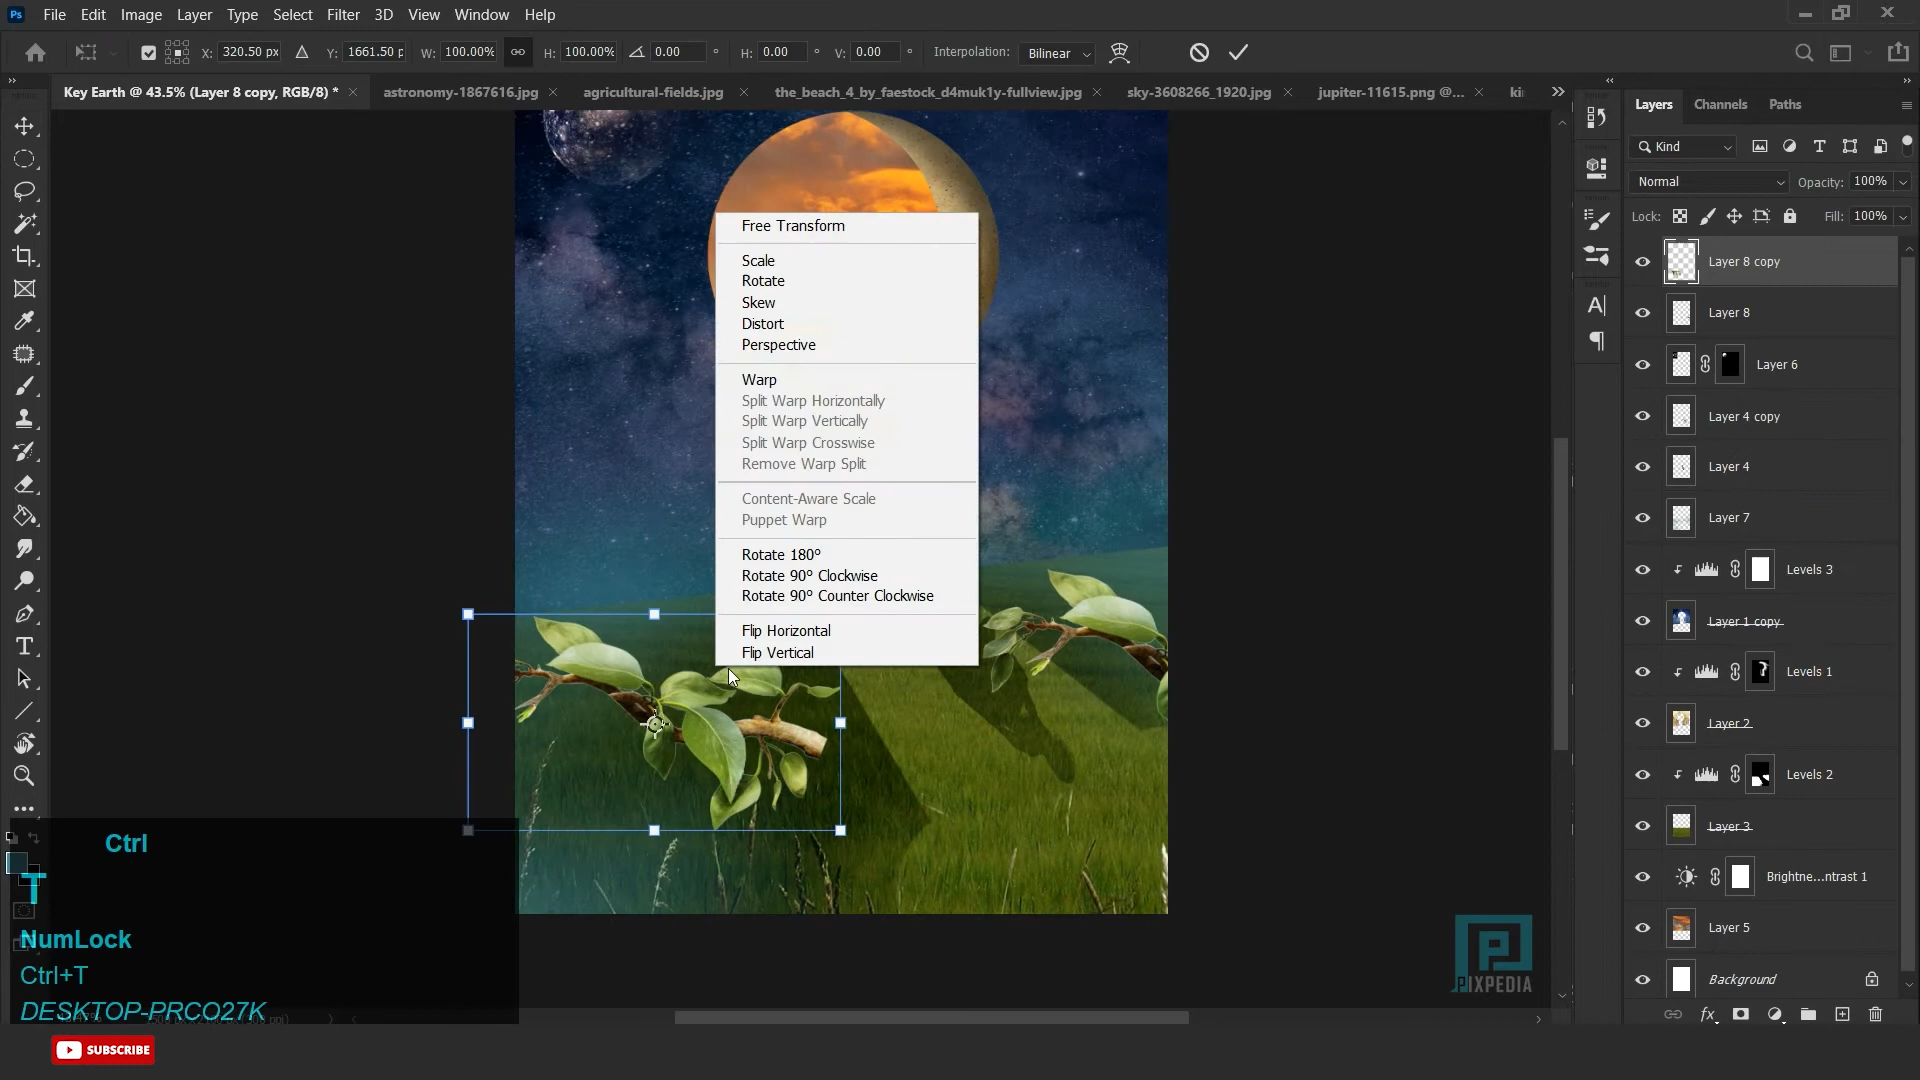 Ps File Edit Image Layer Type Select Filter 3D View Window Help
X: 320.50 px Y: 1661.50 p W: 100.00% H: 100.00% 0.00 ° H: 0.00 ° V: 0.00 ° Interpolation: Bilinear
Key Earth @ 43.5% (Layer 8 copy, RGB/8) * astronomy-1867616.jpg agricultural-fields.jpg the_beach_4_by_faestock_d4muk1y-fullview.jpg sky-3608266_1920.jpg jupiter-11615.png @... ki
Layers Channels Paths
Kind
Normal Opacity: 100%
Lock: Fill: 100%
Layer 8 copy
Layer 8
Layer 6
Layer 4 copy
Layer 4
Layer 7
Levels 3
Layer 1 copy
Levels 1
Layer 2
Levels 2
Layer 3
Brightne...ntrast 1
Layer 5
Background
Free Transform
Scale
Rotate
Skew
Distort
Perspective
Warp
Split Warp Horizontally
Split Warp Vertically
Split Warp Crosswise
Remove Warp Split
Content-Aware Scale
Puppet Warp
Rotate 180°
Rotate 90° Clockwise
Rotate 90° Counter Clockwise
Flip Horizontal
Flip Vertical
Ctrl
T
NumLock
Ctrl+T
DESKTOP-PRCO27K
PIXPEDIA
SUBSCRIBE